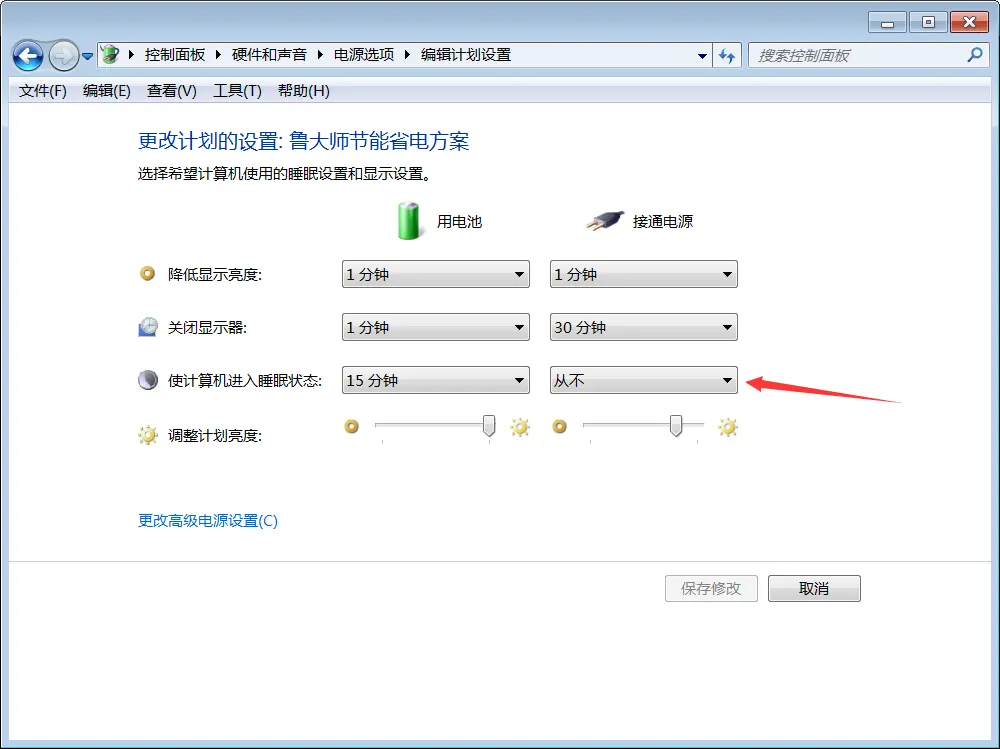 控制面板 硬件和声音 电源选项 编辑计划设置 搜索控制面板
文件(F) 编辑(E) 查看(V) 工具(T) 帮助(H)
更改计划的设置: 鲁大师节能省电方案
选择希望计算机使用的睡眠设置和显示设置。
用电池 接通电源
降低显示亮度: 1 分钟 1 分钟
关闭显示器: 1 分钟 30 分钟
使计算机进入睡眠状态: 15 分钟 从不
调整计划亮度:
更改高级电源设置(C)
保存修改 取消